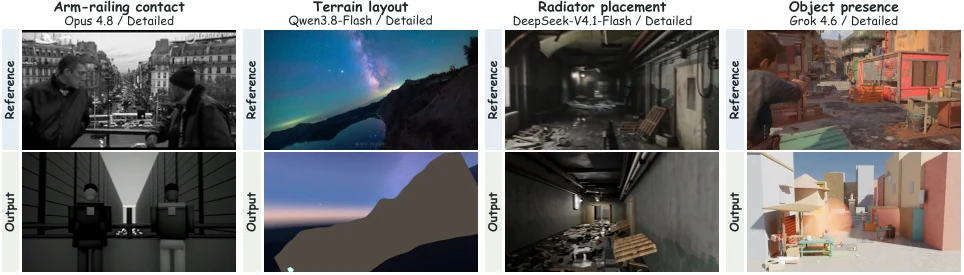 Arm-railing contact
Opus 4.8 / Detailed
Terrain layout
Qwen3.8-Flash / Detailed
Radiator placement
DeepSeek-V4.1-Flash / Detailed
Object presence
Grok 4.6 / Detailed
Reference
Reference
Reference
Reference
Output
Output
Output
Output